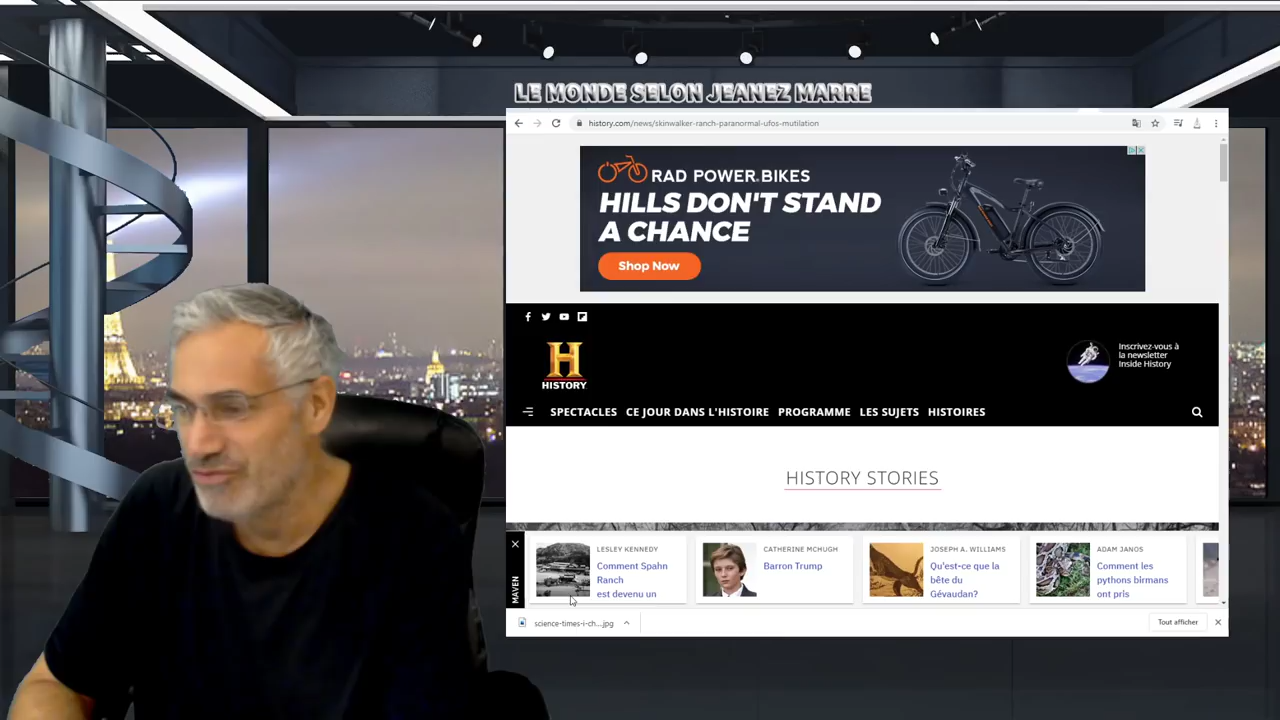 LE MONDE SELON JEANEZ MARRE
history.com/news/skinwalker-ranch-paranormal-ufos-mutilation
RAD POWER BIKES
HILLS DON'T STAND
A CHANCE
Shop Now
H
HISTORY
Inscrivez-vous à
la newsletter
Inside History
SPECTACLES CE JOUR DANS L'HISTOIRE PROGRAMME LES SUJETS HISTOIRES
HISTORY STORIES
MAVEN
LESLEY KENNEDY
Comment Spahn
Ranch
est devenu un
CATHERINE MCHUGH
Barron Trump
JOSEPH A. WILLIAMS
Qu'est-ce que la
bête du
Gévaudan?
ADAM JANOS
Comment les
pythons birmans
ont pris
science-times-i-ch....jpg
Tout afficher